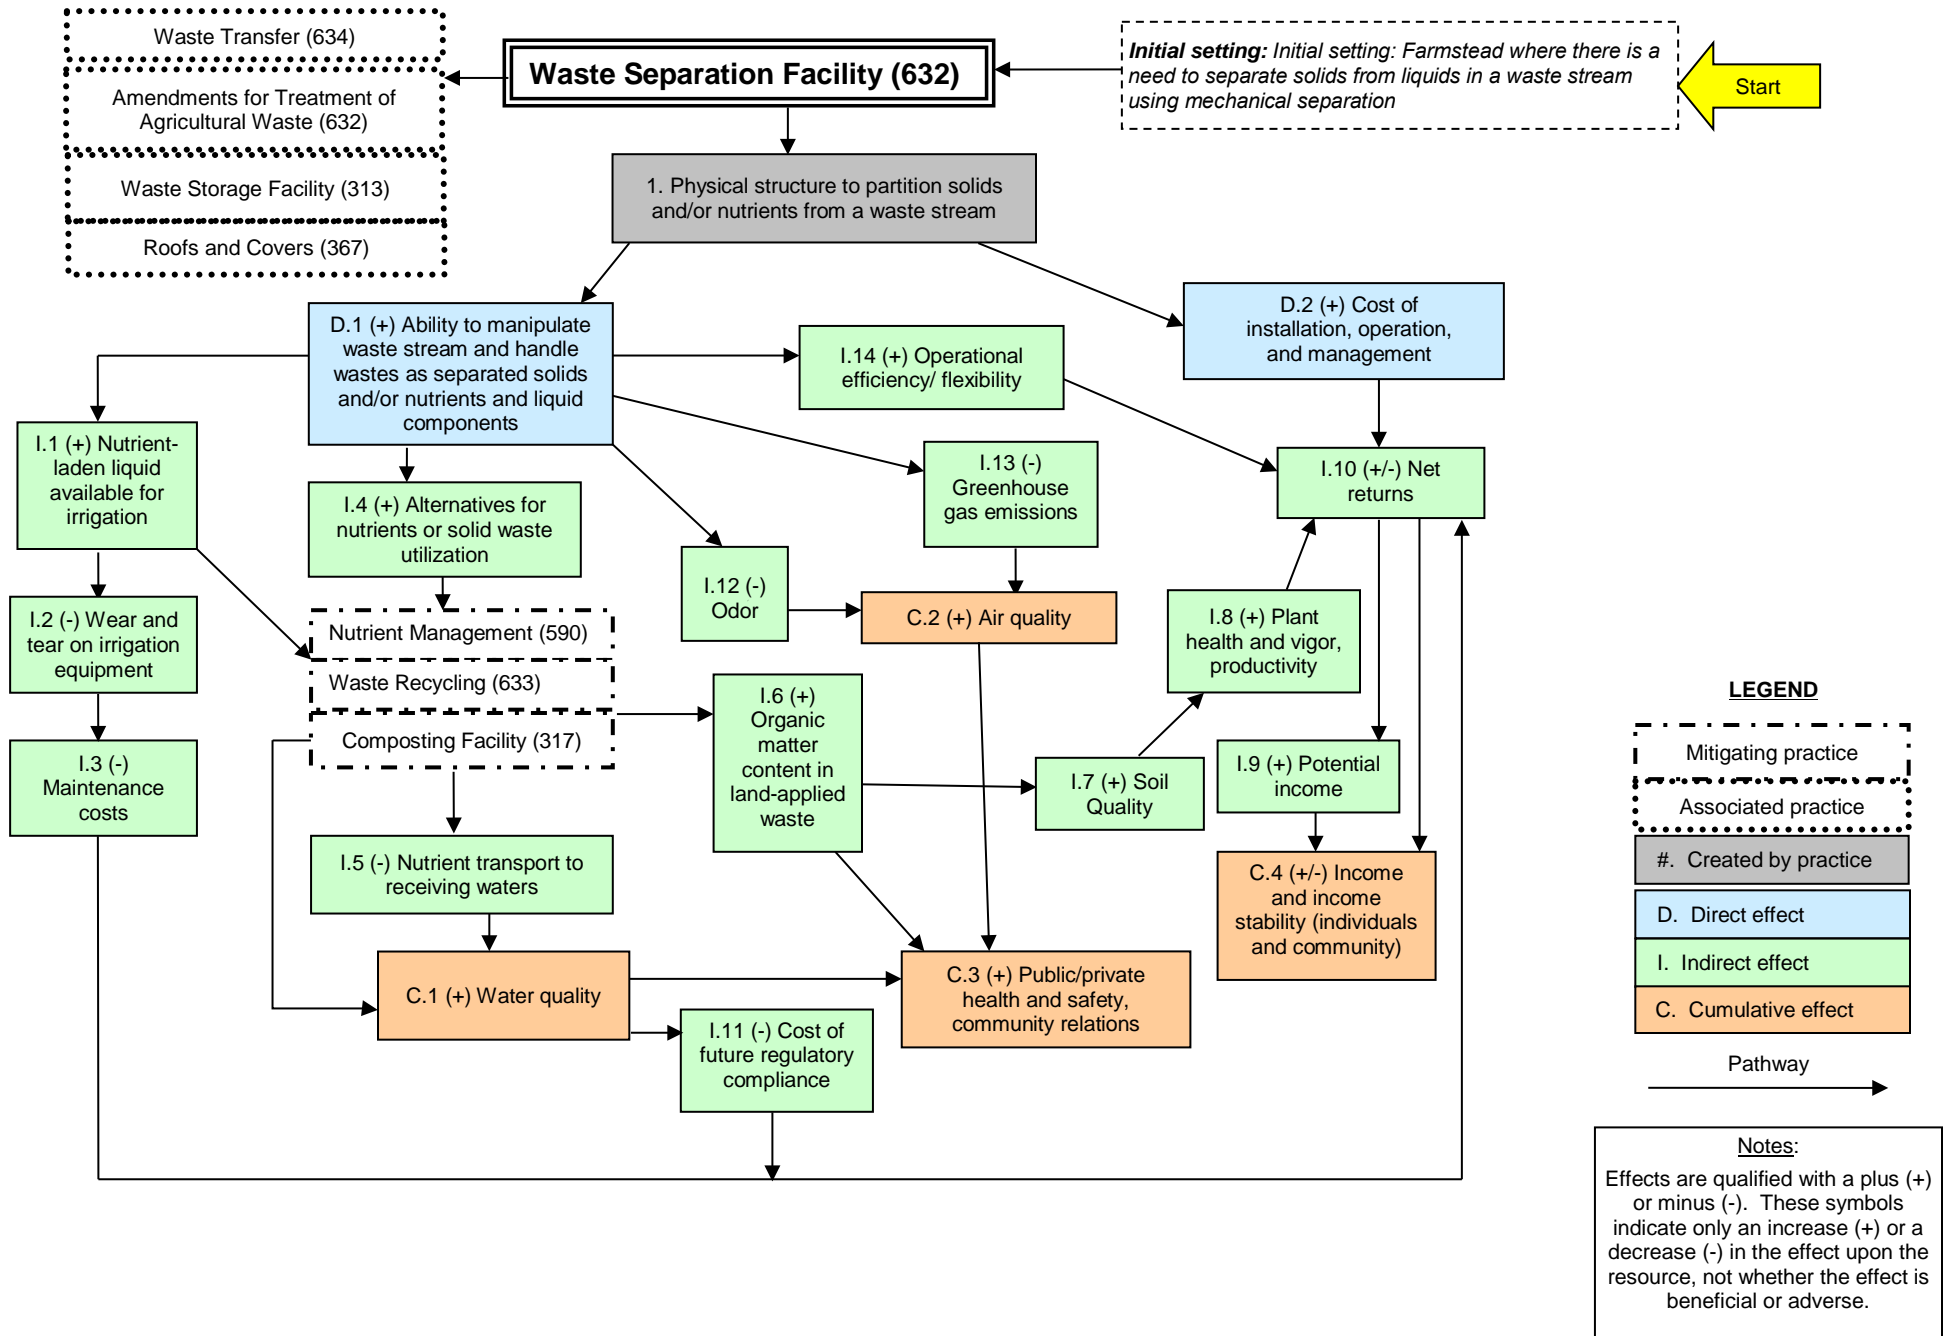 Waste Transfer (634)
Amendments for Treatment of
Agricultural Waste (632)
Waste Storage Facility (313)
Roofs and Covers (367)
Waste Separation Facility (632)
Initial setting: Initial setting: Farmstead where there is a
need to separate solids from liquids in a waste stream
using mechanical separation
Start
1. Physical structure to partition solids
and/or nutrients from a waste stream
D.1 (+) Ability to manipulate
waste stream and handle
wastes as separated solids
and/or nutrients and liquid
components
I.14 (+) Operational
efficiency/ flexibility
D.2 (+) Cost of
installation, operation,
and management
I.1 (+) Nutrient-
laden liquid
available for
irrigation
I.4 (+) Alternatives for
nutrients or solid waste
utilization
I.13 (-)
Greenhouse
gas emissions
I.10 (+/-) Net
returns
I.2 (-) Wear and
tear on irrigation
equipment
Nutrient Management (590)
Waste Recycling (633)
Composting Facility (317)
I.12 (-)
Odor
C.2 (+) Air quality
I.8 (+) Plant
health and vigor,
productivity
I.3 (-)
Maintenance
costs
I.6 (+)
Organic
matter
content in
land-applied
waste
I.7 (+) Soil
Quality
I.9 (+) Potential
income
I.5 (-) Nutrient transport to
receiving waters
C.4 (+/-) Income
and income
stability (individuals
and community)
C.1 (+) Water quality
C.3 (+) Public/private
health and safety,
community relations
I.11 (-) Cost of
future regulatory
compliance
LEGEND
Mitigating practice
Associated practice
#. Created by practice
D. Direct effect
I. Indirect effect
C. Cumulative effect
Pathway
Notes:
Effects are qualified with a plus (+)
or minus (-). These symbols
indicate only an increase (+) or a
decrease (-) in the effect upon the
resource, not whether the effect is
beneficial or adverse.